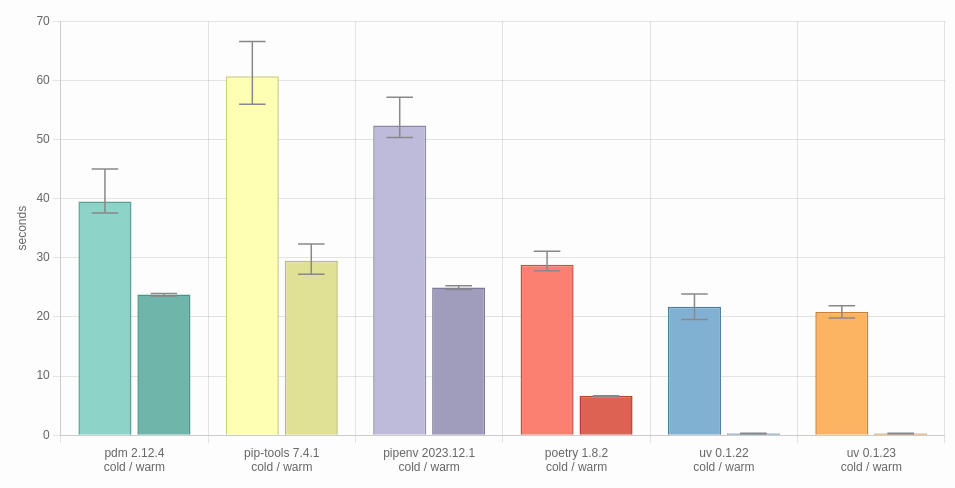 70
60
50
40
30
20
10
0
seconds
pdm 2.12.4
cold / warm
pip-tools 7.4.1
cold / warm
pipenv 2023.12.1
cold / warm
poetry 1.8.2
cold / warm
uv 0.1.22
cold / warm
uv 0.1.23
cold / warm